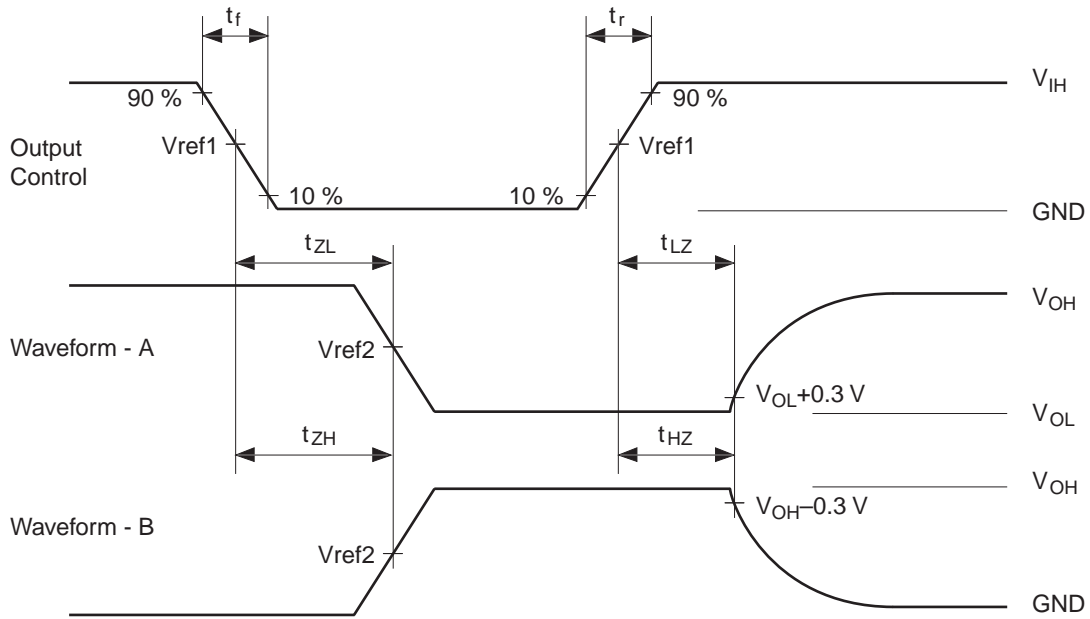 tf
tr
VIH
90 %
90 %
Output
Control
Vref1
Vref1
10 %
10 %
GND
tZL
tLZ
VOH
Waveform - A
Vref2
VOL+0.3 V
VOL
tZH
tHZ
VOH
VOH–0.3 V
Waveform - B
Vref2
GND